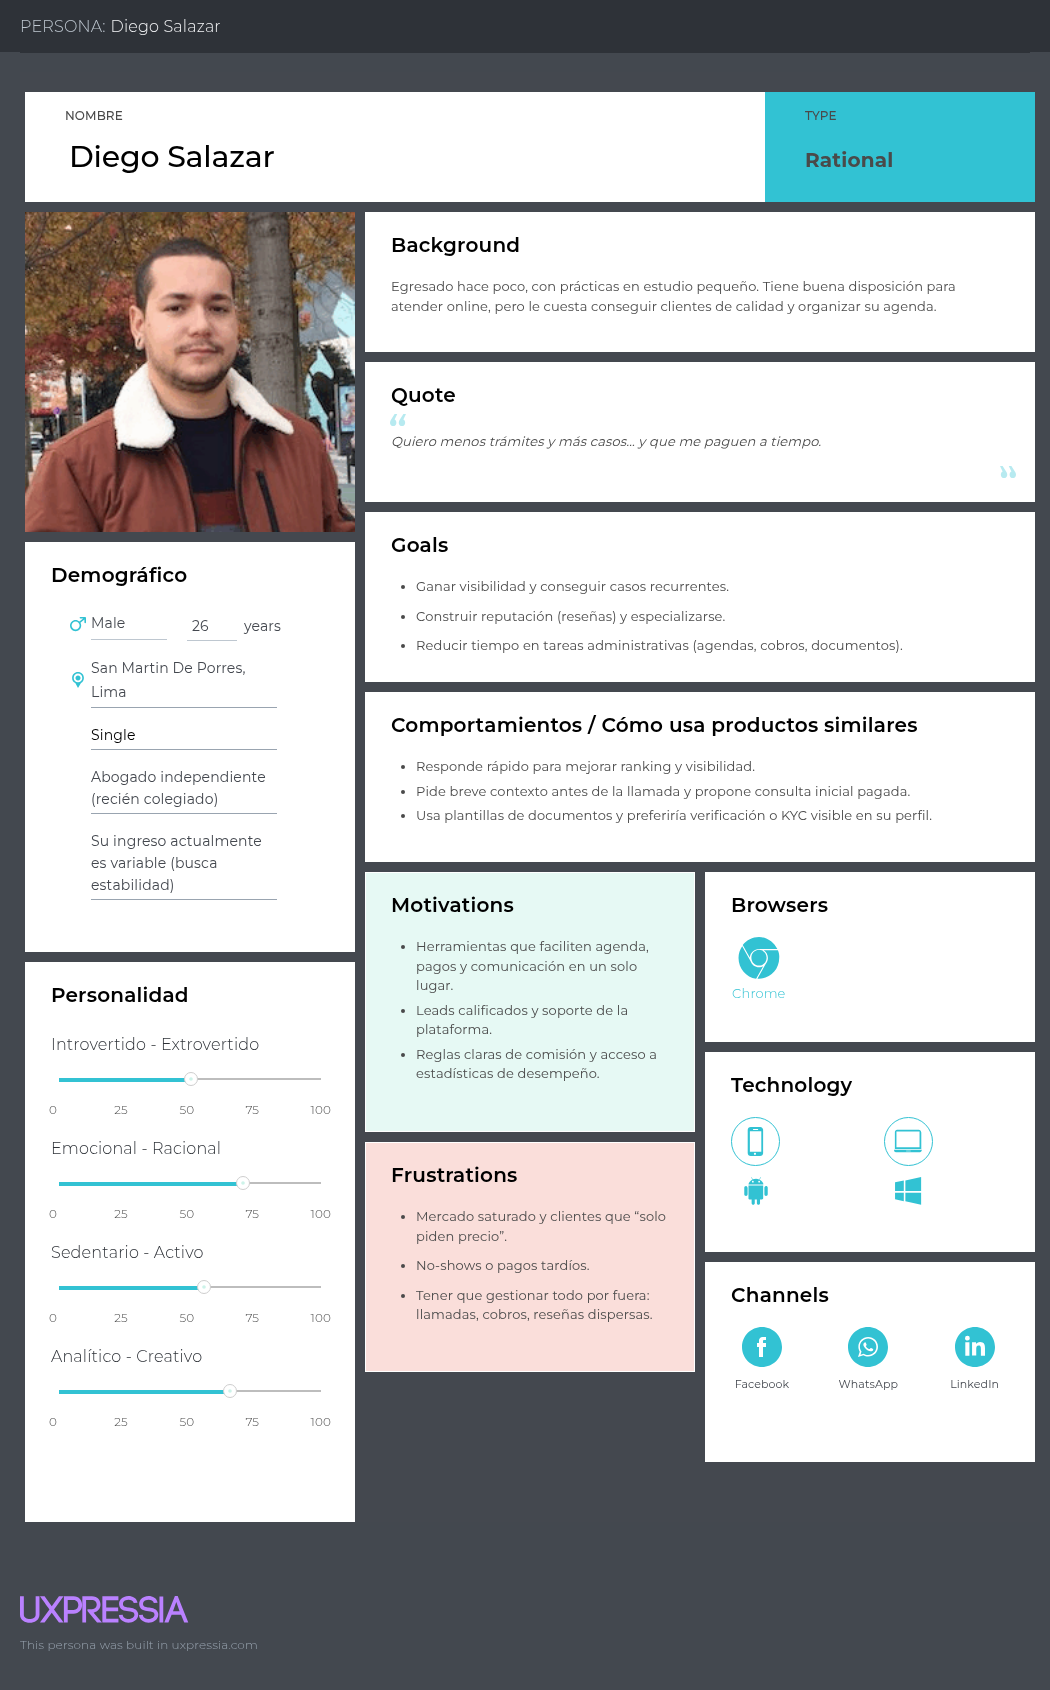 PERSONA: Diego Salazar
NOMBRE
Diego Salazar
TYPE
Rational
Background
Egresado hace poco, con prácticas en estudio pequeño. Tiene buena disposición para
atender online, pero le cuesta conseguir clientes de calidad y organizar su agenda.
Quote
“
Quiero menos trámites y más casos... y que me paguen a tiempo.
”
Goals
• Ganar visibilidad y conseguir casos recurrentes.
• Construir reputación (reseñas) y especializarse.
• Reducir tiempo en tareas administrativas (agendas, cobros, documentos).
Demográfico
Male 26 years
San Martin De Porres,
Lima
Single
Abogado independiente
(recién colegiado)
Su ingreso actualmente
es variable (busca
estabilidad)
Comportamientos / Cómo usa productos similares
• Responde rápido para mejorar ranking y visibilidad.
• Pide breve contexto antes de la llamada y propone consulta inicial pagada.
• Usa plantillas de documentos y preferiría verificación o KYC visible en su perfil.
Personalidad
Introvertido - Extrovertido
0 25 50 75 100
Emocional - Racional
0 25 50 75 100
Sedentario - Activo
0 25 50 75 100
Analítico - Creativo
0 25 50 75 100
Motivations
• Herramientas que faciliten agenda,
pagos y comunicación en un solo
lugar.
• Leads calificados y soporte de la
plataforma.
• Reglas claras de comisión y acceso a
estadísticas de desempeño.
Frustrations
• Mercado saturado y clientes que “solo
piden precio”.
• No-shows o pagos tardíos.
• Tener que gestionar todo por fuera:
llamadas, cobros, reseñas dispersas.
Browsers
Chrome
Technology
Channels
Facebook WhatsApp LinkedIn
UXPRESSIA
This persona was built in uxpressia.com